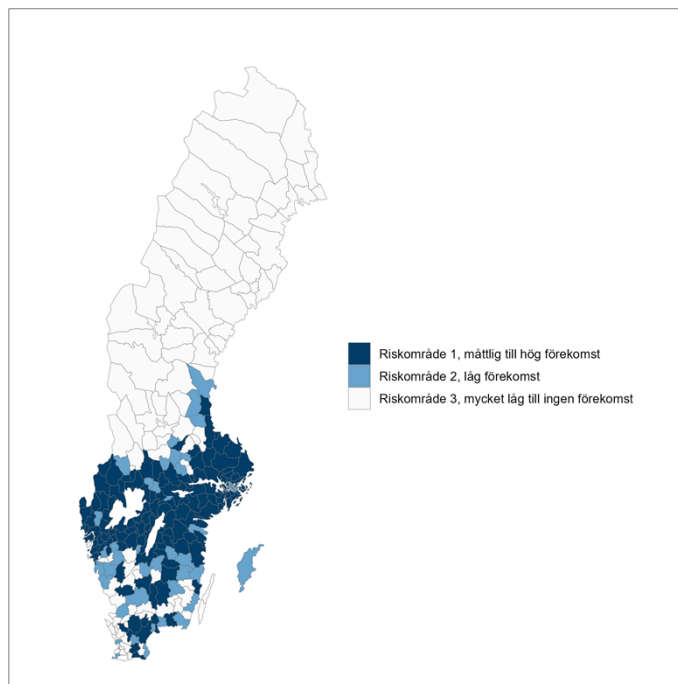 Riskområde 1, måttlig till hög förekomst
Riskområde 2, låg förekomst
Riskområde 3, mycket låg till ingen förekomst